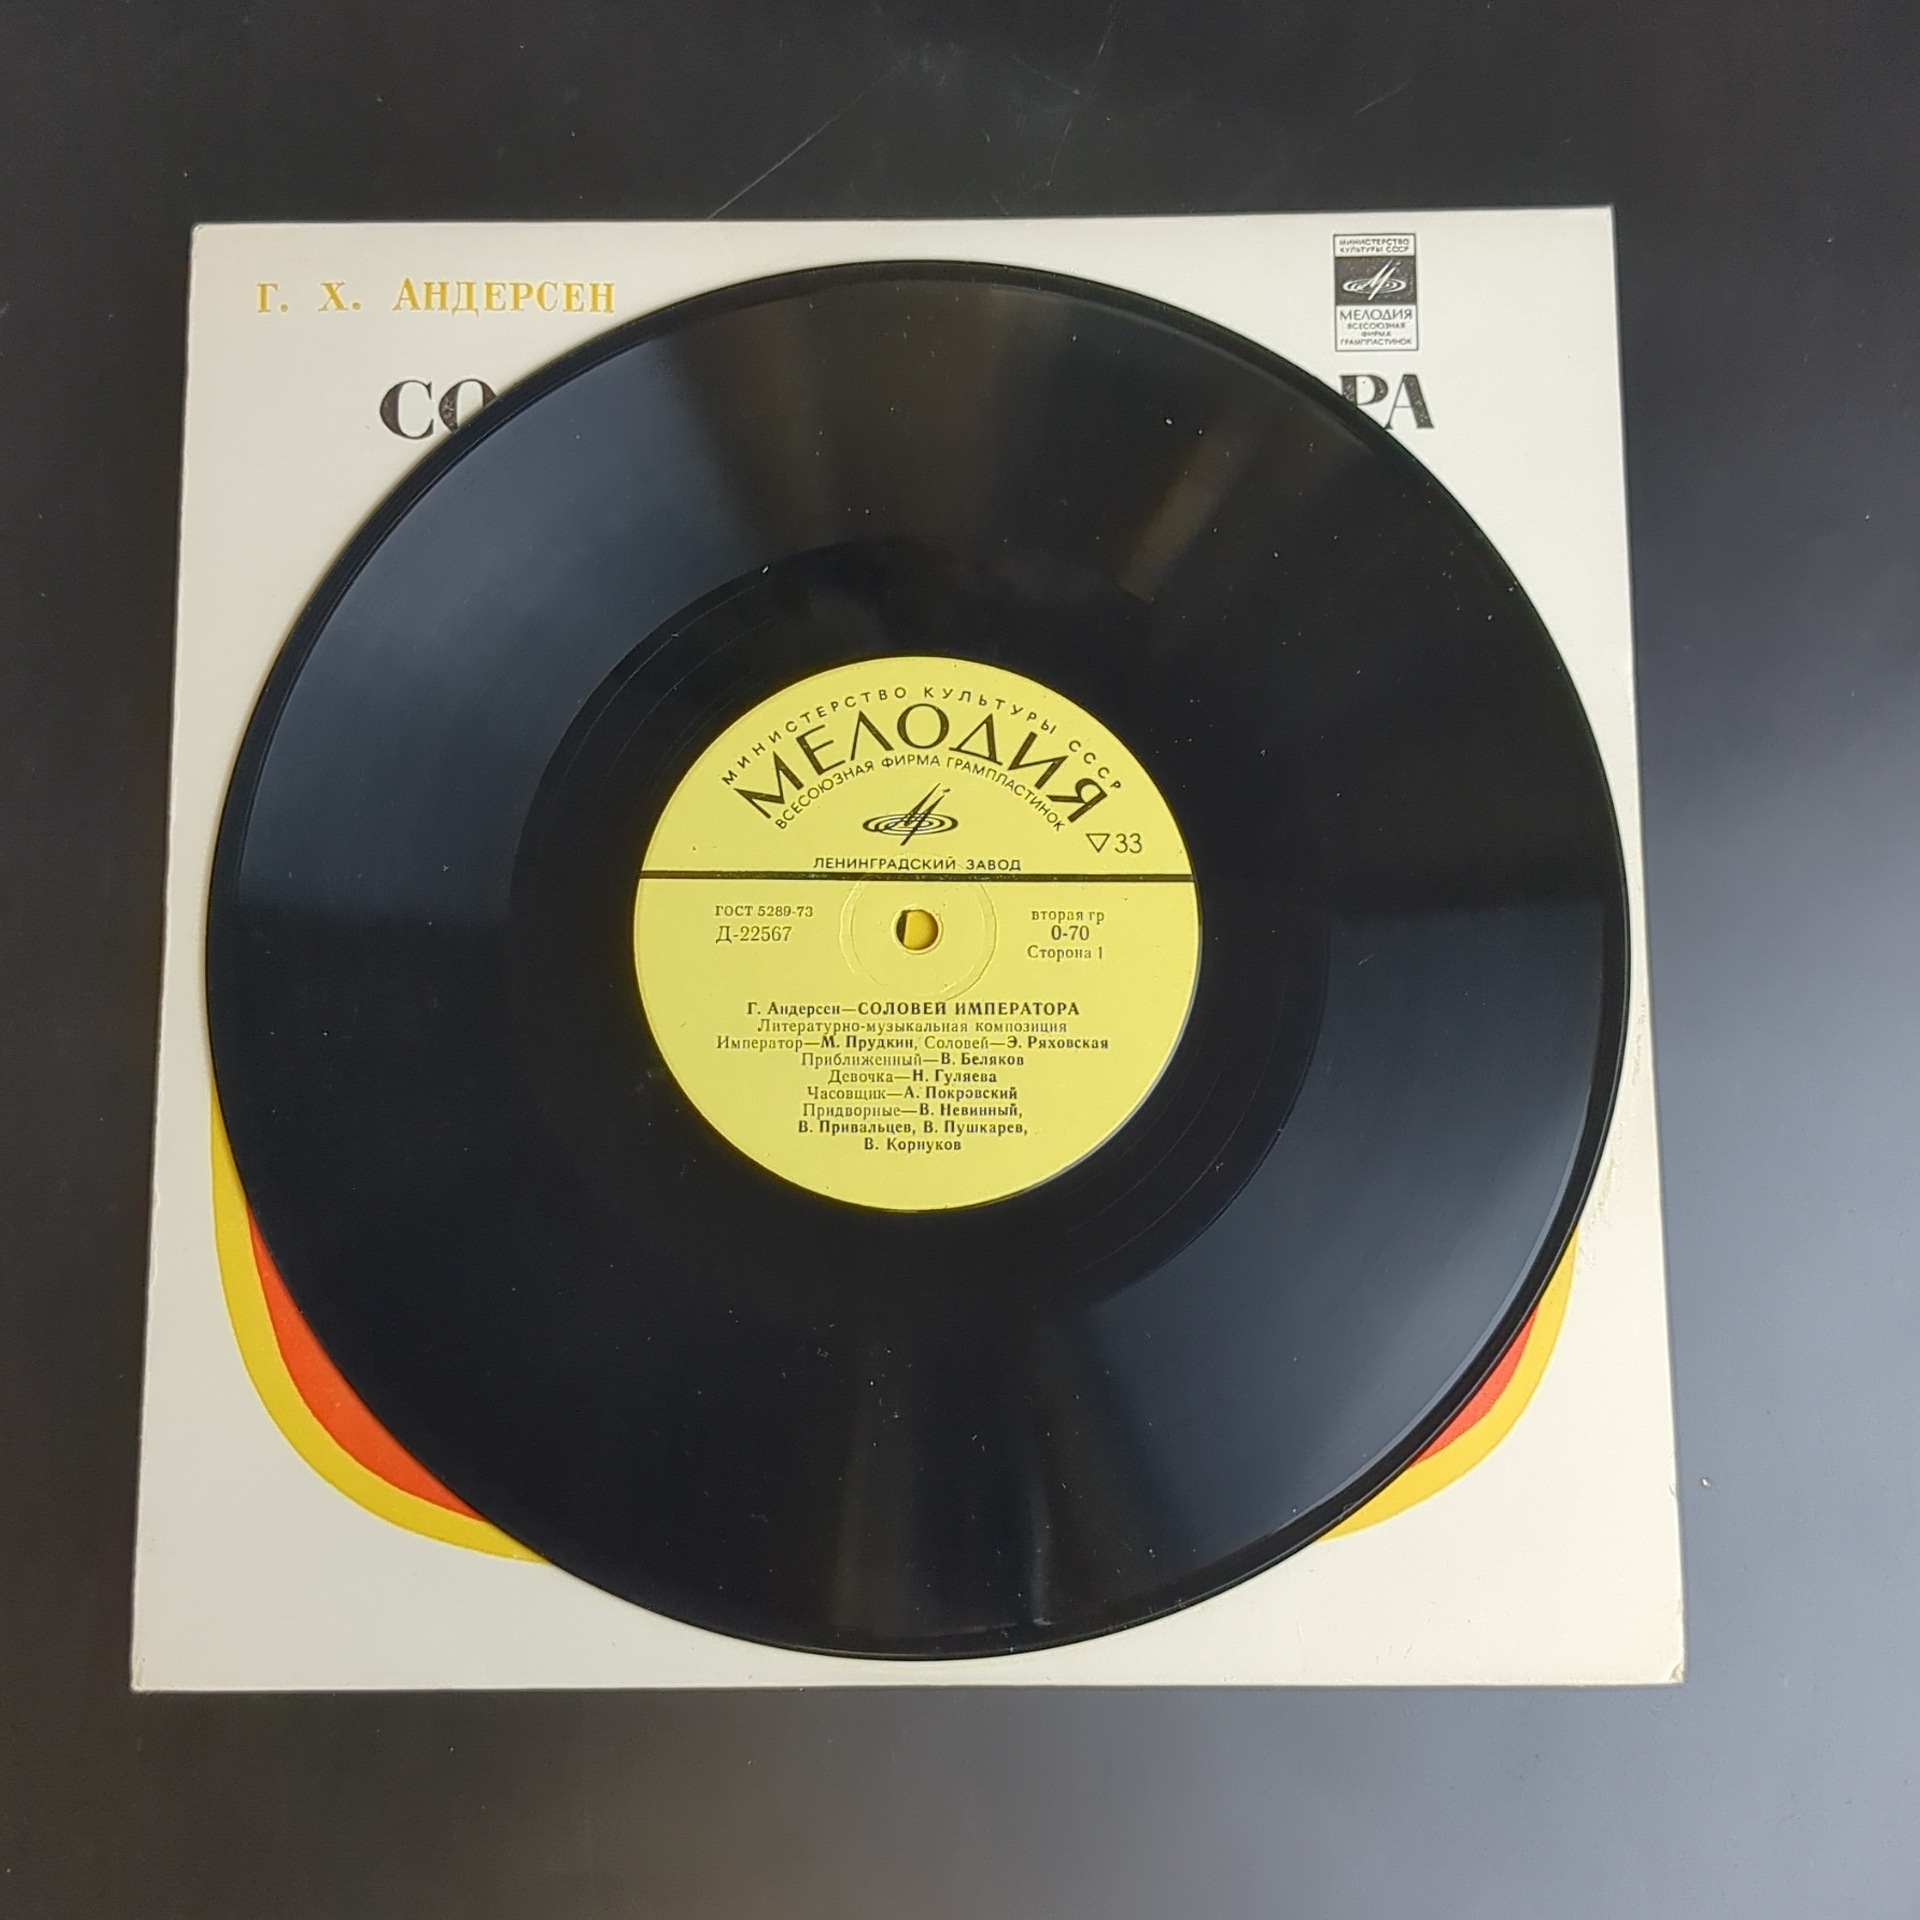 Г. Х. АНДЕРСЕН
МИНИСТЕРСТВО
КУЛЬТУРЫ СССР
МЕЛОДИЯ
ВСЕСОЮЗНАЯ
ФИРМА
ГРАМПЛАСТИНОК
СО РА
МИНИСТЕРСТВО КУЛЬТУРЫ СССР
МЕЛОДИЯ
ВСЕСОЮЗНАЯ ФИРМА ГРАМПЛАСТИНОК
▽33
ЛЕНИНГРАДСКИЙ ЗАВОД
ГОСТ 5289-73
Д-22567
вторая гр
0-70
Сторона 1
Г. Андерсен—СОЛОВЕЙ ИМПЕРАТОРА
Литературно-музыкальная композиция
Император—М. Прудкин, Соловей—Э. Ряховская
Приближенный—В. Беляков
Девочка—Н. Гуляева
Часовщик—А. Покровский
Придворные—В. Невинный,
В. Привальцев, В. Пушкарев,
В. Корнуков